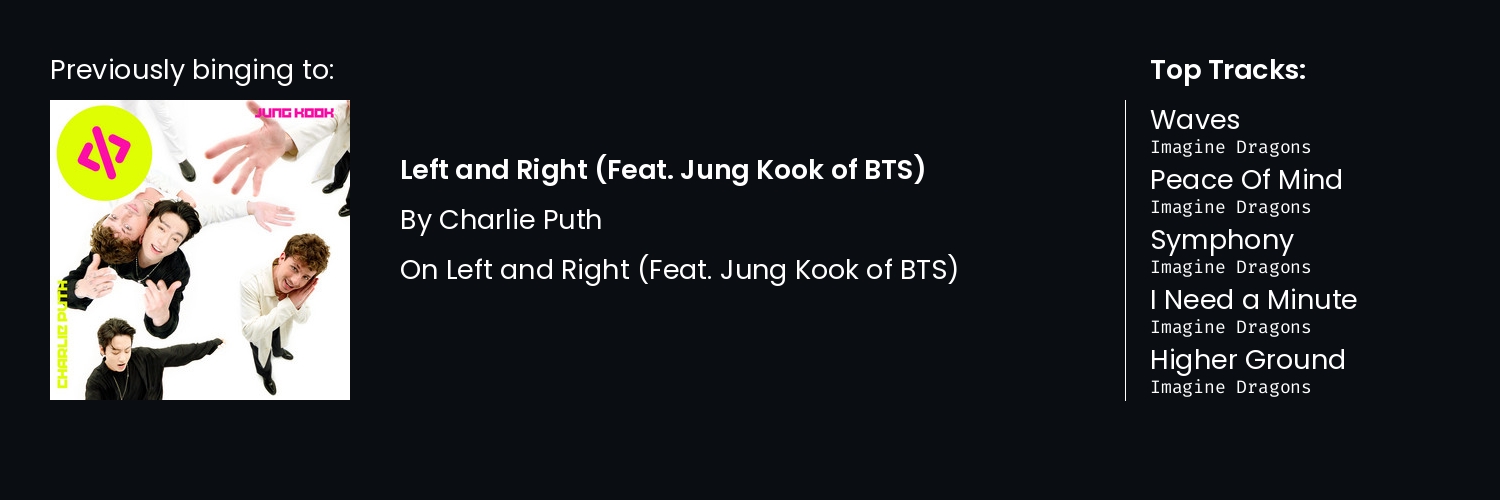 Previously binging to:
JUNG KOOK
CHARLIE PUTH
Left and Right (Feat. Jung Kook of BTS)
By Charlie Puth
On Left and Right (Feat. Jung Kook of BTS)
Top Tracks:
Waves
Imagine Dragons
Peace Of Mind
Imagine Dragons
Symphony
Imagine Dragons
I Need a Minute
Imagine Dragons
Higher Ground
Imagine Dragons